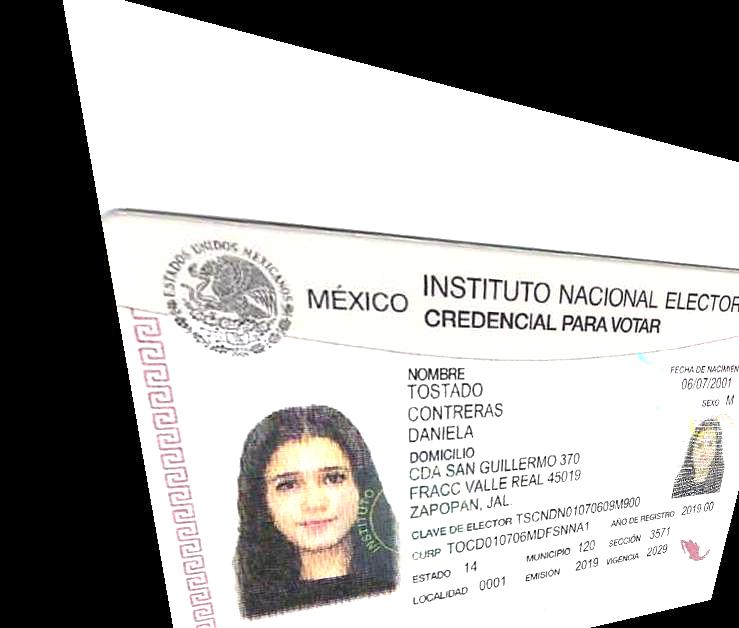 ESTADOS UNIDOS MEXICANOS
MÉXICO
INSTITUTO NACIONAL ELECTOR
CREDENCIAL PARA VOTAR
NOMBRE
TOSTADO
CONTRERAS
DANIELA
FECHA DE NACIMIEN
06/07/2001
SEXO M
DOMICILIO
CDA SAN GUILLERMO 370
FRACC VALLE REAL 45019
ZAPOPAN, JAL.
CLAVE DE ELECTOR TSCNDN01070609M900
CURP TOCD010706MDFSNNA1 AÑO DE REGISTRO 2019 00
ESTADO 14 MUNICIPIO 120 SECCIÓN 3571
LOCALIDAD 0001 EMISIÓN 2019 VIGENCIA 2029
INSTITUTO